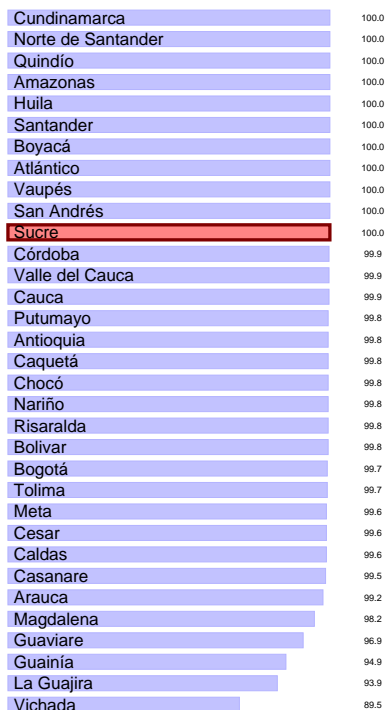 Cundinamarca 100.0
Norte de Santander 100.0
Quindío 100.0
Amazonas 100.0
Huila 100.0
Santander 100.0
Boyacá 100.0
Atlántico 100.0
Vaupés 100.0
San Andrés 100.0
Sucre 100.0
Córdoba 99.9
Valle del Cauca 99.9
Cauca 99.9
Putumayo 99.8
Antioquia 99.8
Caquetá 99.8
Chocó 99.8
Nariño 99.8
Risaralda 99.8
Bolivar 99.8
Bogotá 99.7
Tolima 99.7
Meta 99.6
Cesar 99.6
Caldas 99.6
Casanare 99.5
Arauca 99.2
Magdalena 98.2
Guaviare 96.9
Guainía 94.9
La Guajira 93.9
Vichada 89.5